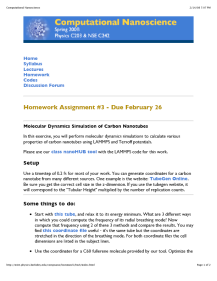 Computational Nanoscience
2/13/08 3:37 PM
Computational Nanoscience
Spring 2008
Physics C203 & NSE C242
Home
Syllabus
Lectures
Homework
Codes
Discussion Forum
Homework Assignment #3 - Due February 26
Molecular Dynamics Simulation of Carbon Nanotubes
In this exercise, you will perform molecular dynamics simulations to calculate various
properties of carbon nanotubes using LAMMPS and Tersoff potentials.
Please use our class nanoHUB tool with the LAMMPS code for this work.
Setup
Use a timestep of 0.5 fs for most of your work. You can generate coordinates for a carbon
nanotube from many different sources. One example is the website: TubeGen Online.
Be sure you get the correct cell size in the z-dimension. If you use the tubegen website, it
will correspond to the "Tubule Height" multiplied by the number of replication counts.
Some things to do:
• Start with this tube, and relax it to its energy minimum. What are 3 different ways
in which you could compute the frequency of its radial breathing mode? Now
compute that frequency using 2 of these 3 methods and compare the results. You may
find this coordinate file useful - it's the same tube but the coordinates are
stretched in the direction of the breathing mode. For both coordinate files the cell
dimensions are listed in the subject lines.
• Use the coordinates for a C60 fullerene molecule provided by our tool. Optimize the
Page 1 of 2